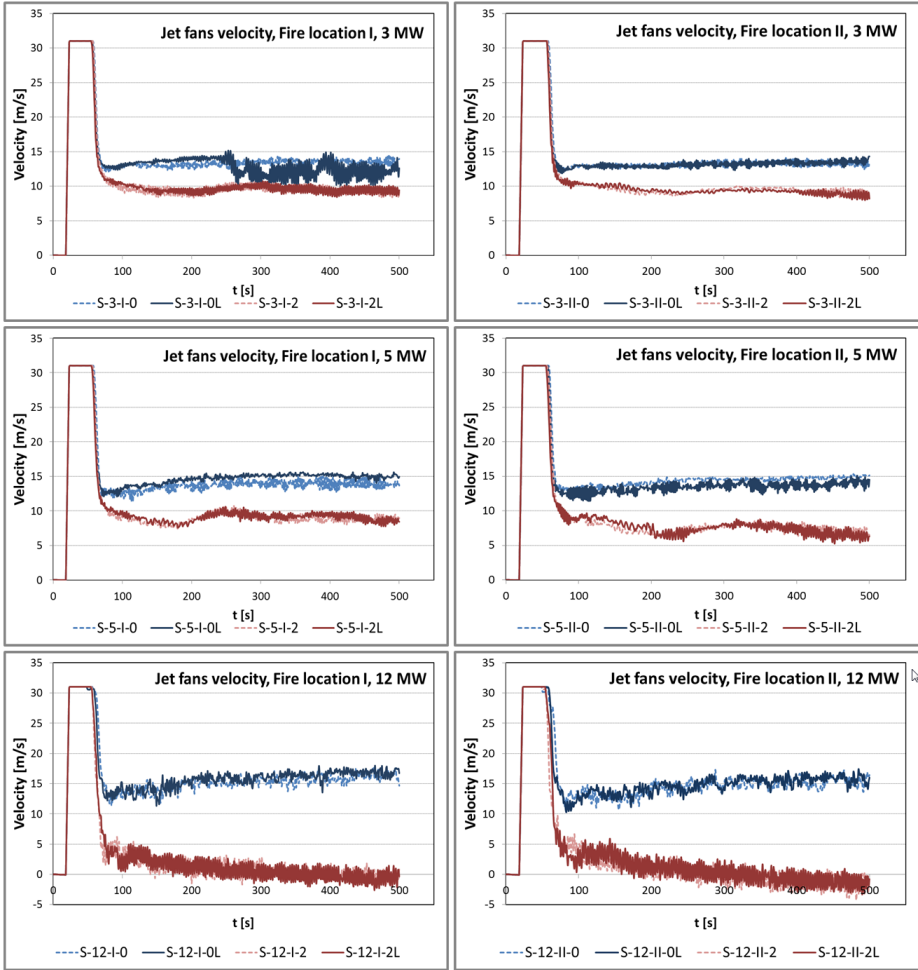 Jet fans velocity, Fire location I, 3 MW
Velocity [m/s]
35
30
25
20
15
10
5
0
0 100 200 300 400 500
t [s]
S-3-I-0 S-3-I-0L S-3-I-2 S-3-I-2L
Jet fans velocity, Fire location II, 3 MW
Velocity [m/s]
35
30
25
20
15
10
5
0
0 100 200 300 400 500
t [s]
S-3-II-0 S-3-II-0L S-3-II-2 S-3-II-2L
Jet fans velocity, Fire location I, 5 MW
Velocity [m/s]
35
30
25
20
15
10
5
0
0 100 200 300 400 500
t [s]
S-5-I-0 S-5-I-0L S-5-I-2 S-5-I-2L
Jet fans velocity, Fire location II, 5 MW
Velocity [m/s]
35
30
25
20
15
10
5
0
0 100 200 300 400 500
t [s]
S-5-II-0 S-5-II-0L S-5-II-2 S-5-II-2L
Jet fans velocity, Fire location I, 12 MW
Velocity [m/s]
35
30
25
20
15
10
5
0
-5
0 100 200 300 400 500
t [s]
S-12-I-0 S-12-I-0L S-12-I-2 S-12-I-2L
Jet fans velocity, Fire location II, 12 MW
Velocity [m/s]
35
30
25
20
15
10
5
0
-5
0 100 200 300 400 500
t [s]
S-12-II-0 S-12-II-0L S-12-II-2 S-12-II-2L